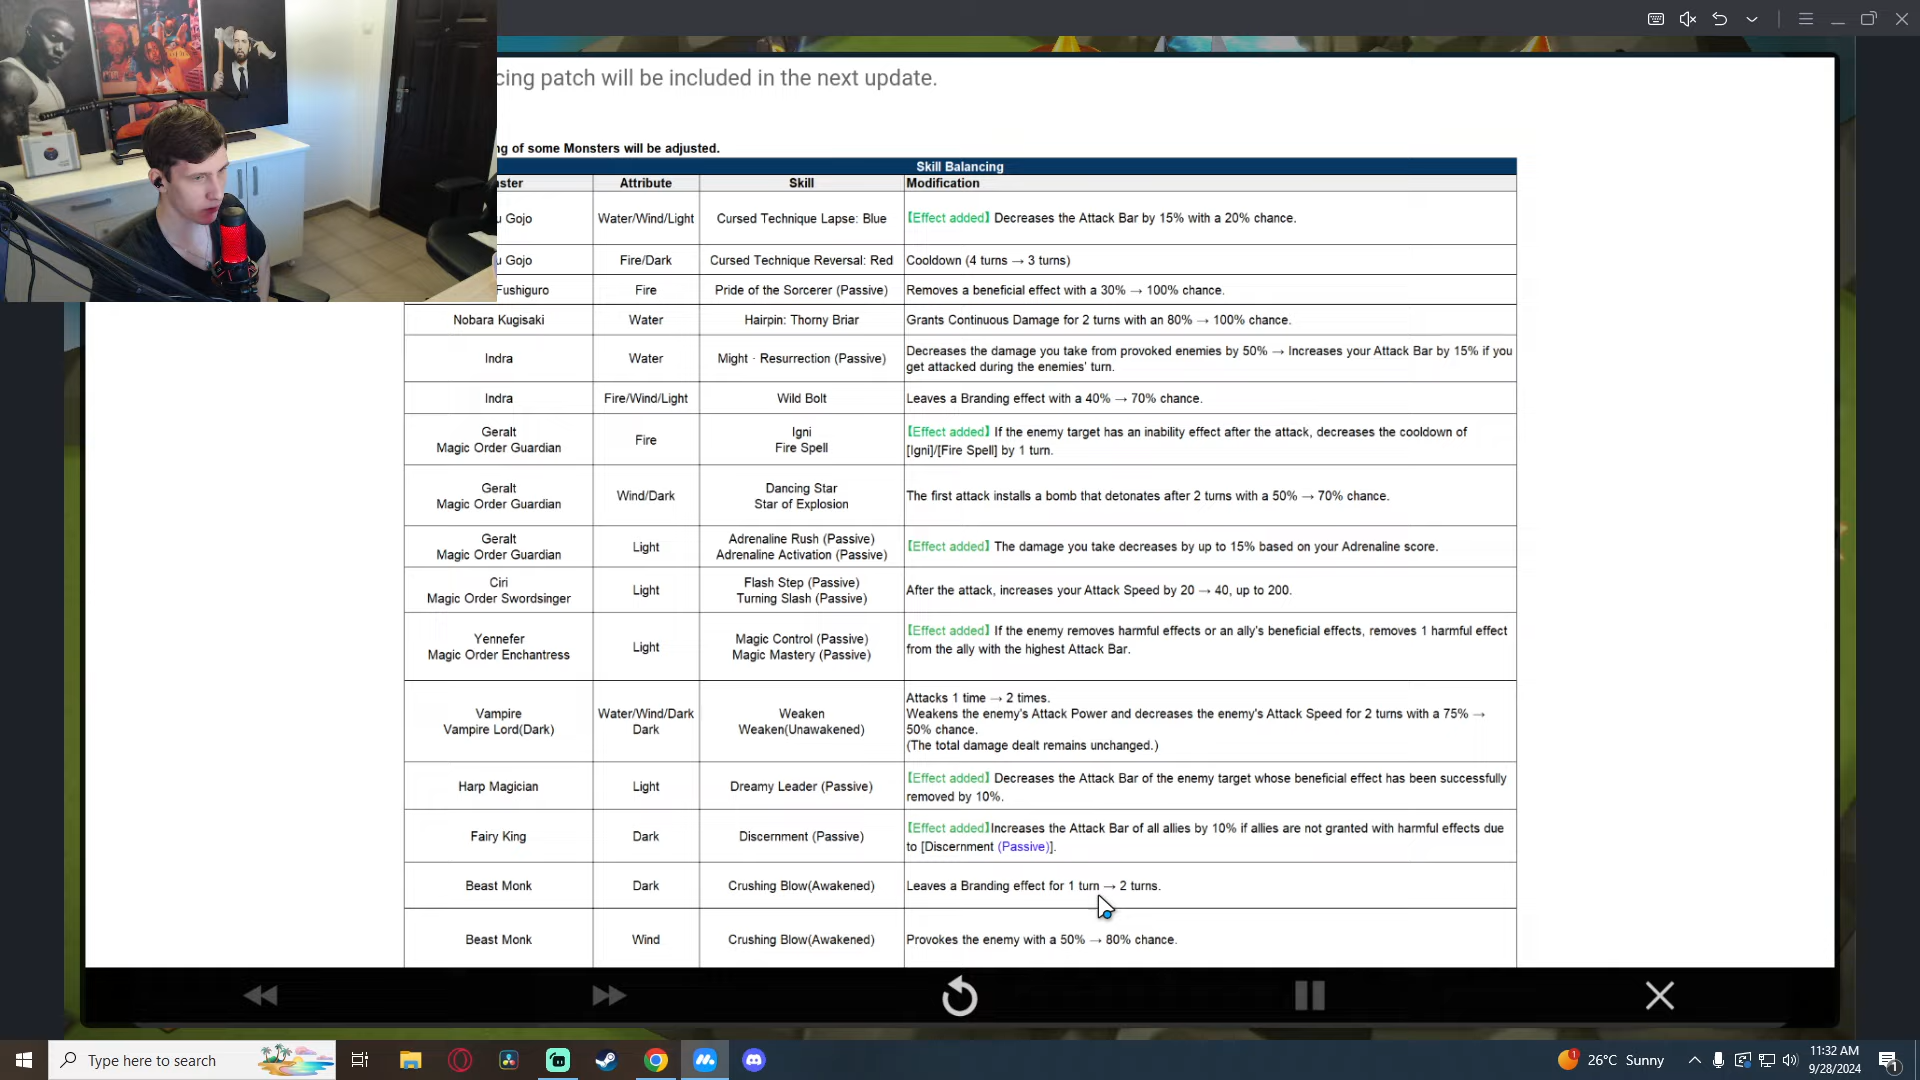 cing patch will be included in the next update.
ng of some Monsters will be adjusted.
Skill Balancing
ster Attribute Skill Modification
u Gojo Water/Wind/Light Cursed Technique Lapse: Blue 【Effect added】 Decreases the Attack Bar by 15% with a 20% chance.
u Gojo Fire/Dark Cursed Technique Reversal: Red Cooldown (4 turns → 3 turns)
Fushiguro Fire Pride of the Sorcerer (Passive) Removes a beneficial effect with a 30% → 100% chance.
Nobara Kugisaki Water Hairpin: Thorny Briar Grants Continuous Damage for 2 turns with an 80% → 100% chance.
Indra Water Might · Resurrection (Passive) Decreases the damage you take from provoked enemies by 50% → Increases your Attack Bar by 15% if you
get attacked during the enemies' turn.
Indra Fire/Wind/Light Wild Bolt Leaves a Branding effect with a 40% → 70% chance.
Geralt
Magic Order Guardian
Fire
Igni
Fire Spell
【Effect added】 If the enemy target has an inability effect after the attack, decreases the cooldown of
[Igni]/[Fire Spell] by 1 turn.
Geralt
Magic Order Guardian
Wind/Dark
Dancing Star
Star of Explosion
The first attack installs a bomb that detonates after 2 turns with a 50% → 70% chance.
Geralt
Magic Order Guardian
Light
Adrenaline Rush (Passive)
Adrenaline Activation (Passive)
【Effect added】 The damage you take decreases by up to 15% based on your Adrenaline score.
Ciri
Magic Order Swordsinger
Light
Flash Step (Passive)
Turning Slash (Passive)
After the attack, increases your Attack Speed by 20 → 40, up to 200.
Yennefer
Magic Order Enchantress
Light
Magic Control (Passive)
Magic Mastery (Passive)
【Effect added】 If the enemy removes harmful effects or an ally's beneficial effects, removes 1 harmful effect
from the ally with the highest Attack Bar.
Vampire
Vampire Lord(Dark)
Water/Wind/Dark
Dark
Weaken
Weaken(Unawakened)
Attacks 1 time → 2 times.
Weakens the enemy's Attack Power and decreases the enemy's Attack Speed for 2 turns with a 75% →
50% chance.
(The total damage dealt remains unchanged.)
Harp Magician Light Dreamy Leader (Passive)
【Effect added】 Decreases the Attack Bar of the enemy target whose beneficial effect has been successfully
removed by 10%.
Fairy King Dark Discernment (Passive)
【Effect added】Increases the Attack Bar of all allies by 10% if allies are not granted with harmful effects due
to [Discernment (Passive)].
Beast Monk Dark Crushing Blow(Awakened) Leaves a Branding effect for 1 turn → 2 turns.
Beast Monk Wind Crushing Blow(Awakened) Provokes the enemy with a 50% → 80% chance.
Type here to search
1
26°C Sunny
11:32 AM
9/28/2024
1